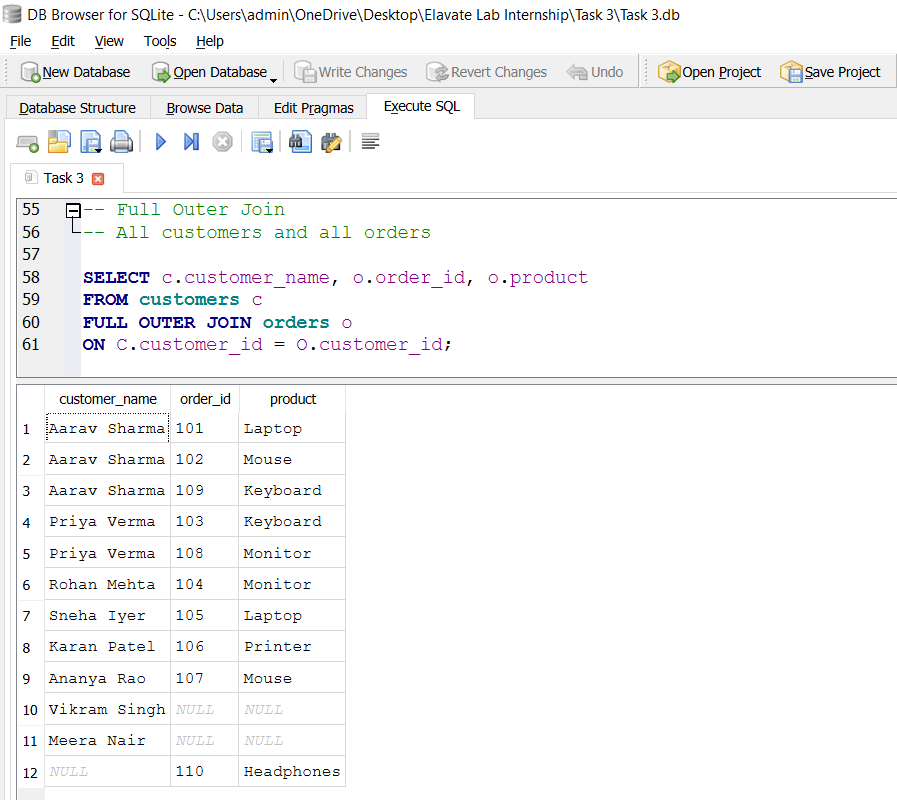 DB Browser for SQLite - C:\Users\admin\OneDrive\Desktop\Elavate Lab Internship\Task 3\Task 3.db
File Edit View Tools Help
New Database Open Database Write Changes Revert Changes Undo Open Project Save Project
Database Structure Browse Data Edit Pragmas Execute SQL
Task 3
55 -- Full Outer Join
56 -- All customers and all orders
57
58 SELECT c.customer_name, o.order_id, o.product
59 FROM customers c
60 FULL OUTER JOIN orders o
61 ON C.customer_id = O.customer_id;
customer_name order_id product
1 Aarav Sharma 101 Laptop
2 Aarav Sharma 102 Mouse
3 Aarav Sharma 109 Keyboard
4 Priya Verma 103 Keyboard
5 Priya Verma 108 Monitor
6 Rohan Mehta 104 Monitor
7 Sneha Iyer 105 Laptop
8 Karan Patel 106 Printer
9 Ananya Rao 107 Mouse
10 Vikram Singh NULL NULL
11 Meera Nair NULL NULL
12 NULL 110 Headphones